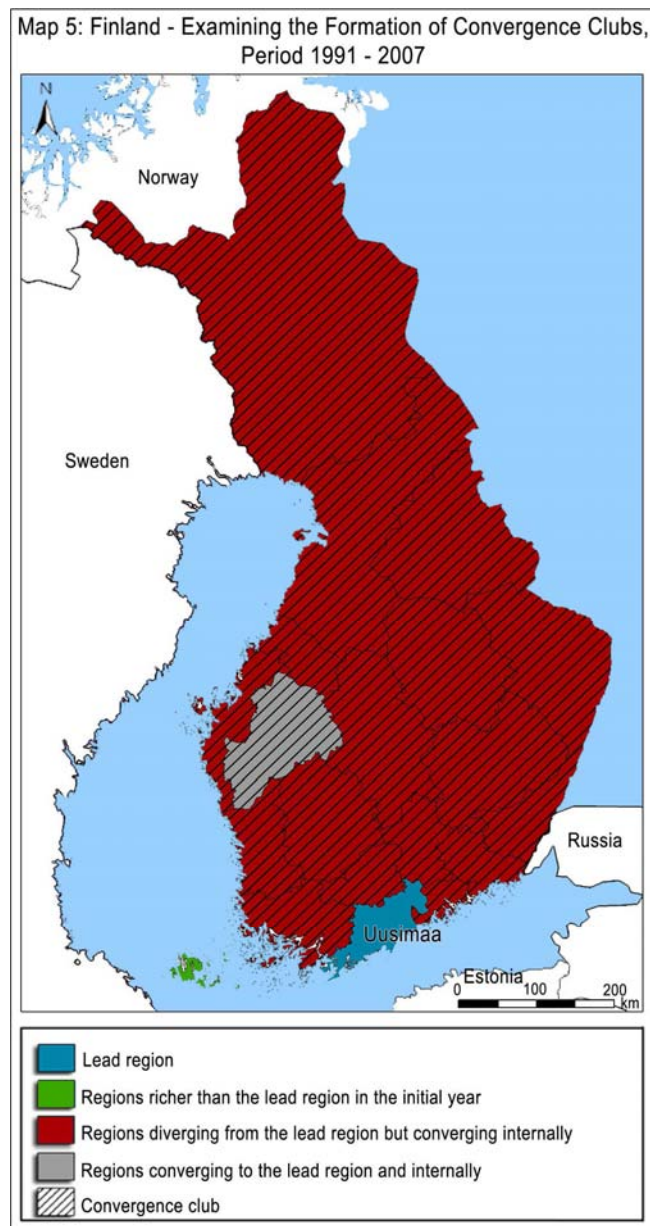 Map 5: Finland - Examining the Formation of Convergence Clubs,
Period 1991 - 2007
N
Norway
Sweden
Russia
Uusimaa
Estonia
0 100 200
km
Lead region
Regions richer than the lead region in the initial year
Regions diverging from the lead region but converging internally
Regions converging to the lead region and internally
Convergence club